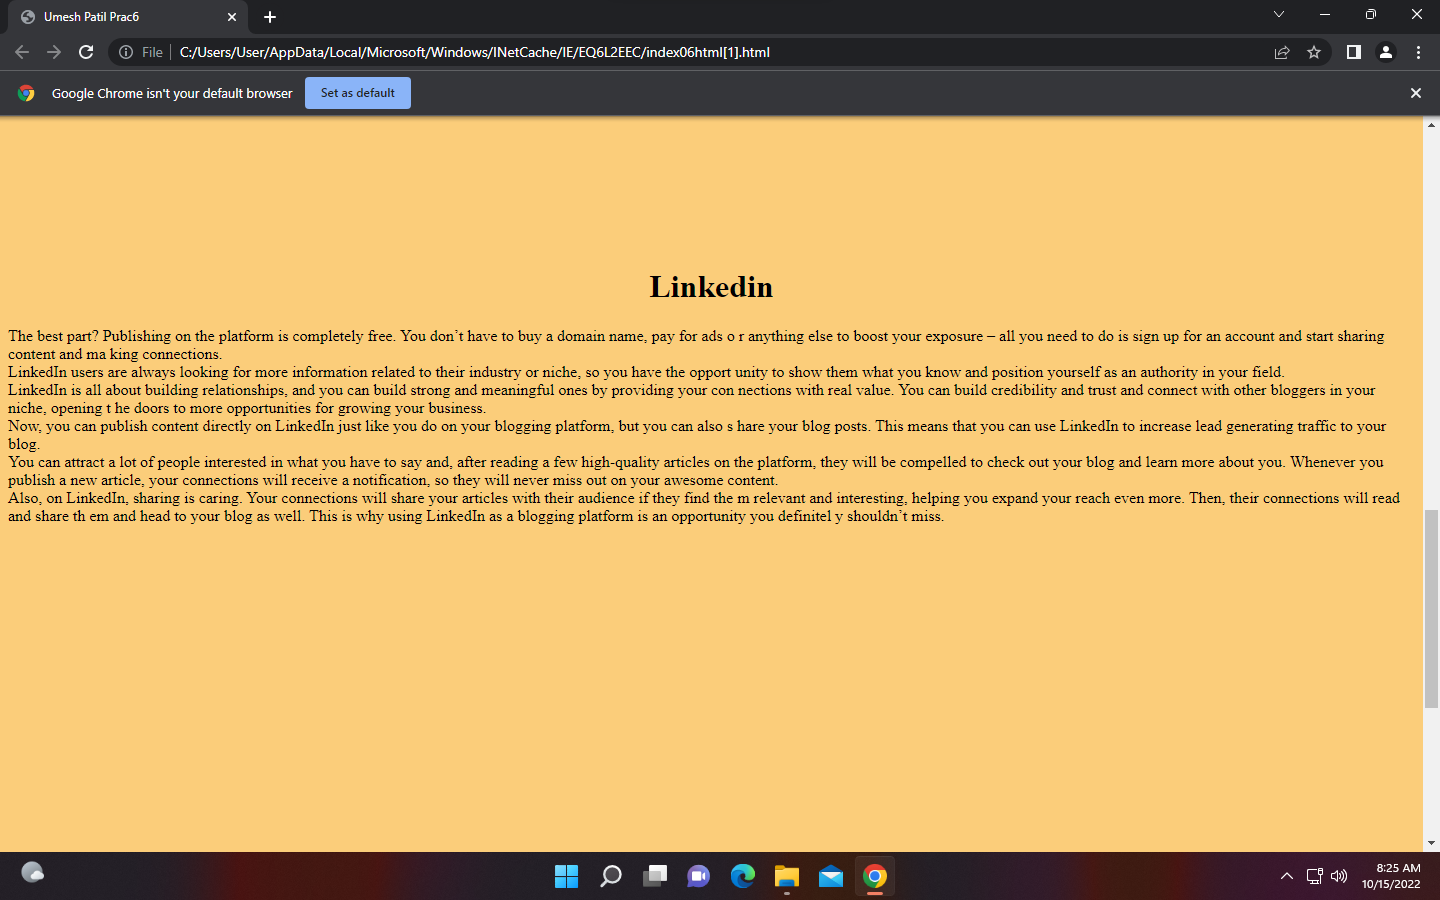 Umesh Patil Prac6
File
C:/Users/User/AppData/Local/Microsoft/Windows/INetCache/IE/EQ6L2EEC/index06html[1].html
Google Chrome isn't your default browser
Set as default
Linkedin
The best part? Publishing on the platform is completely free. You don’t have to buy a domain name, pay for ads o r anything else to boost your exposure – all you need to do is sign up for an account and start sharing
content and ma king connections.
LinkedIn users are always looking for more information related to their industry or niche, so you have the opport unity to show them what you know and position yourself as an authority in your field.
LinkedIn is all about building relationships, and you can build strong and meaningful ones by providing your con nections with real value. You can build credibility and trust and connect with other bloggers in your
niche, opening t he doors to more opportunities for growing your business.
Now, you can publish content directly on LinkedIn just like you do on your blogging platform, but you can also s hare your blog posts. This means that you can use LinkedIn to increase lead generating traffic to your
blog.
You can attract a lot of people interested in what you have to say and, after reading a few high-quality articles on the platform, they will be compelled to check out your blog and learn more about you. Whenever you
publish a new article, your connections will receive a notification, so they will never miss out on your awesome content.
Also, on LinkedIn, sharing is caring. Your connections will share your articles with their audience if they find the m relevant and interesting, helping you expand your reach even more. Then, their connections will read
and share th em and head to your blog as well. This is why using LinkedIn as a blogging platform is an opportunity you definitel y shouldn’t miss.
8:25 AM
10/15/2022